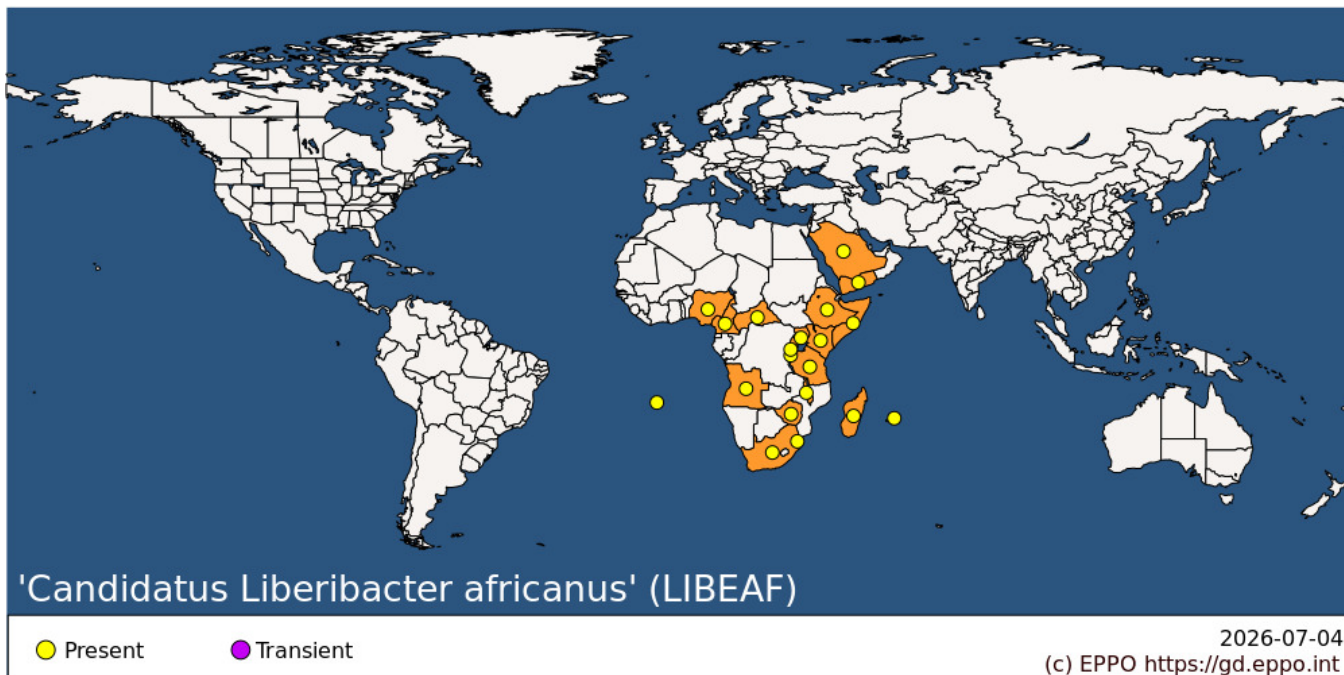 'Candidatus Liberibacter africanus' (LIBEAF)
Present
Transient
2026-07-04
(c) EPPO https://gd.eppo.int